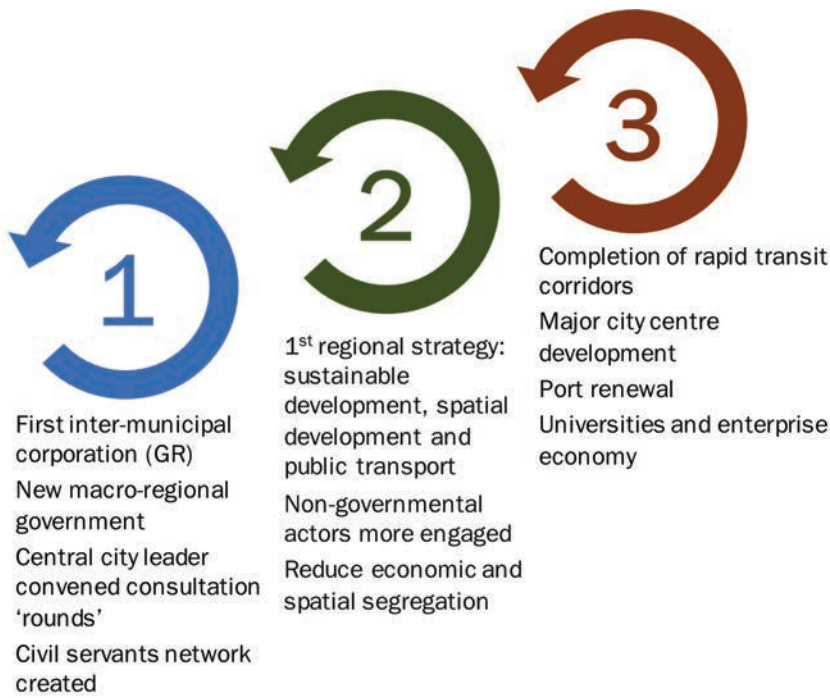 1
First inter-municipal
corporation (GR)
New macro-regional
government
Central city leader
convened consultation
‘rounds’
Civil servants network
created
2
1st regional strategy:
sustainable
development, spatial
development and
public transport
Non-governmental
actors more engaged
Reduce economic and
spatial segregation
3
Completion of rapid transit
corridors
Major city centre
development
Port renewal
Universities and enterprise
economy